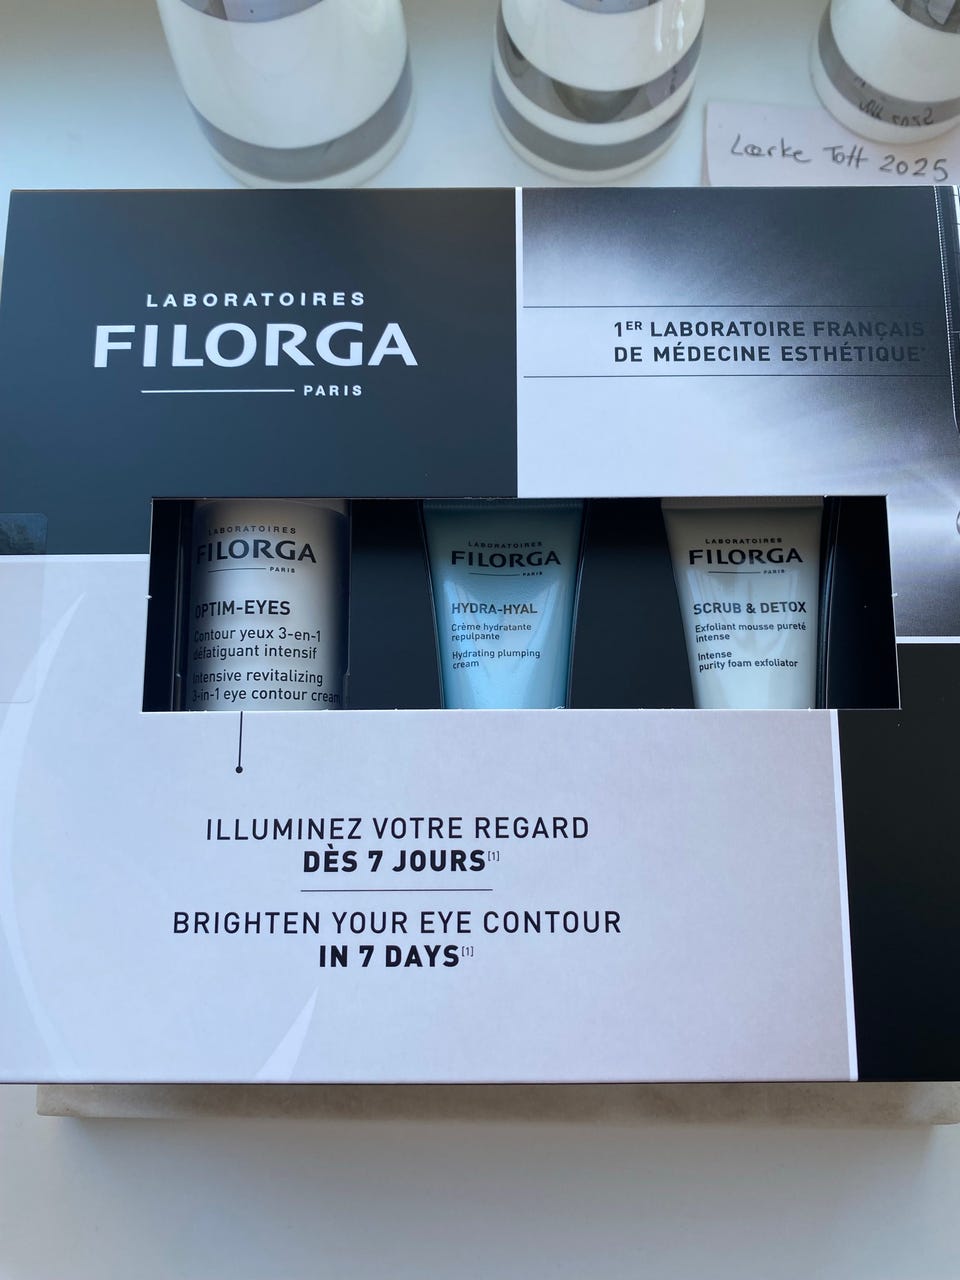 Lærke Toft 2025
LABORATOIRES
FILORGA
PARIS
1ER LABORATOIRE FRANÇAIS
DE MÉDECINE ESTHÉTIQUE*
LABORATOIRES
FILORGA
PARIS
OPTIM-EYES
Contour yeux 3-en-1
défatiguant intensif
Intensive revitalizing
3-in-1 eye contour cream
LABORATOIRES
FILORGA
PARIS
HYDRA-HYAL
Crème hydratante
repulpante
Hydrating plumping
cream
LABORATOIRES
FILORGA
PARIS
SCRUB & DETOX
Exfoliant mousse pureté
intense
Intense
purity foam exfoliator
ILLUMINEZ VOTRE REGARD
DÈS 7 JOURS[1]
BRIGHTEN YOUR EYE CONTOUR
IN 7 DAYS[1]